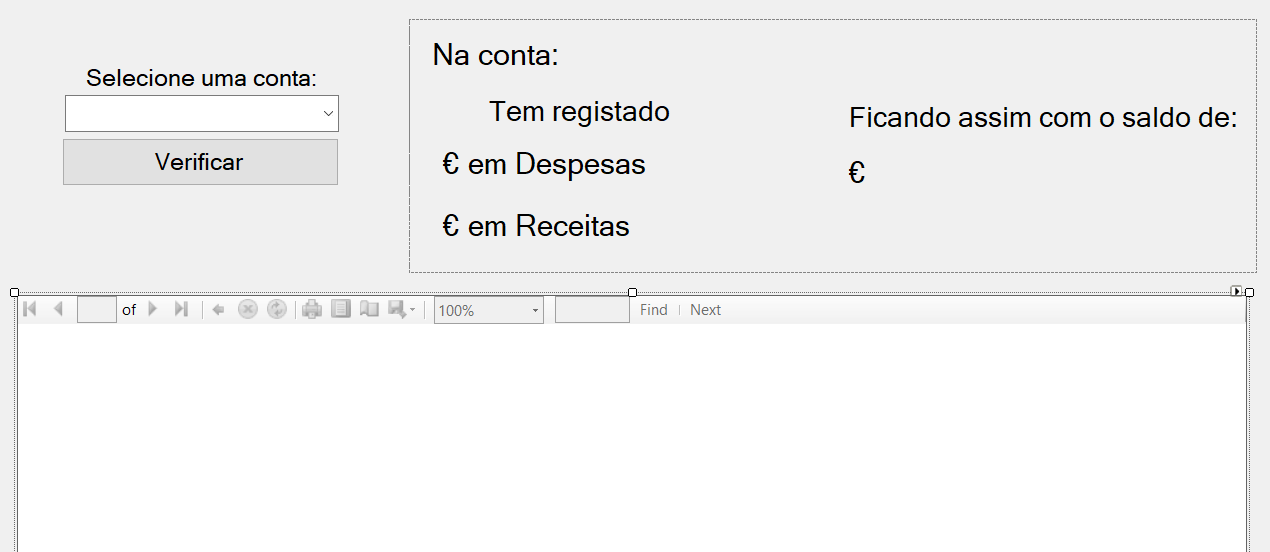 Selecione uma conta:
Verificar
Na conta:
Tem registado
€ em Despesas
€ em Receitas
Ficando assim com o saldo de:
€
of
100%
Find
Next